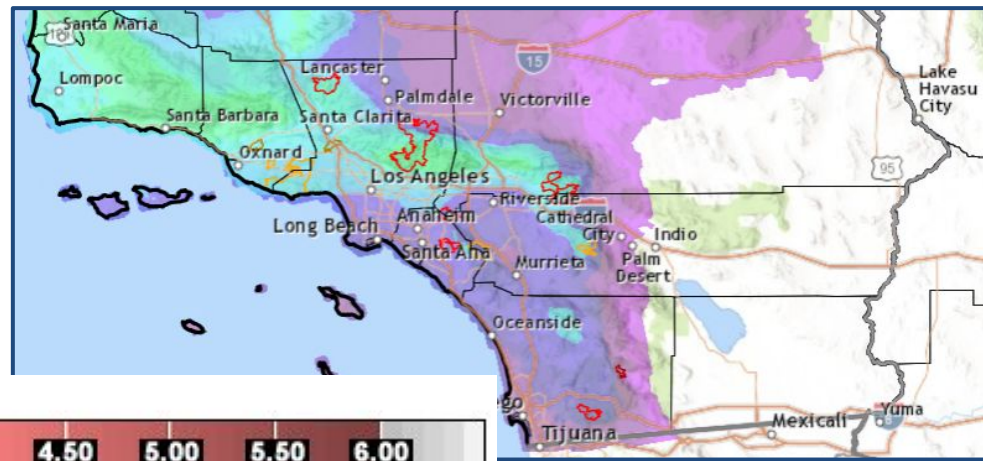 Santa Maria
Lompoc
Santa Barbara
Oxnard
Lancaster
Palmdale
Santa Clarita
15
Victorville
Lake
Havasu
City
95
Los Angeles
Long Beach
Anaheim
Santa Ana
Riverside
Cathedral
City
Indio
Palm
Desert
Murrieta
Oceanside
ego
Tijuana
Mexicali
Yuma
4.50 5.00 5.50 6.00